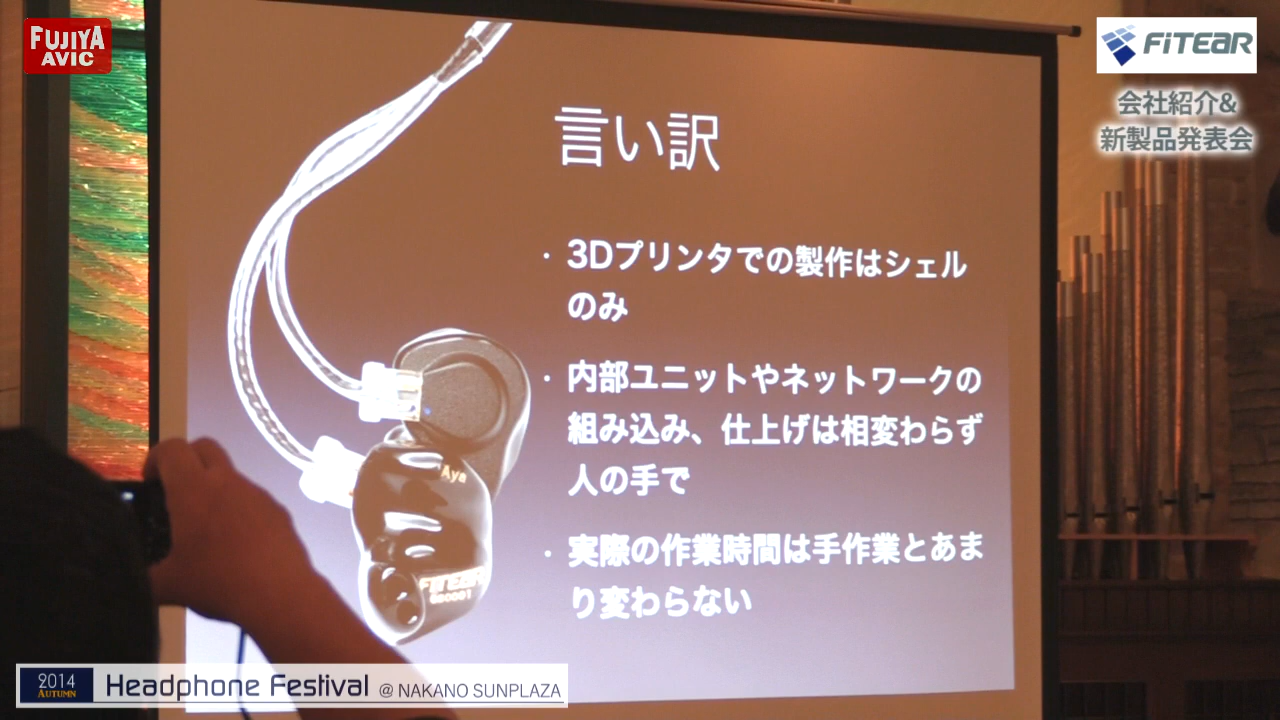 FUJIYA
AVIC
FitEar
会社紹介&
新製品発表会
言い訳
・3Dプリンタでの製作はシェル
のみ
・内部ユニットやネットワークの
組み込み、仕上げは相変わらず
人の手で
・実際の作業時間は手作業とあま
り変わらない
Aya
FitEar
2014
AUTUMN
Headphone Festival @ NAKANO SUNPLAZA